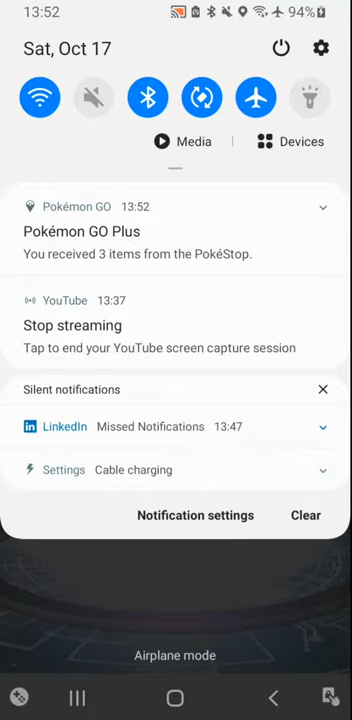 13:52
94%
Sat, Oct 17
Media
Devices
Pokémon GO 13:52
Pokémon GO Plus
You received 3 items from the PokéStop.
YouTube 13:37
Stop streaming
Tap to end your YouTube screen capture session
Silent notifications
in LinkedIn Missed Notifications 13:47
Settings Cable charging
Notification settings Clear
Airplane mode